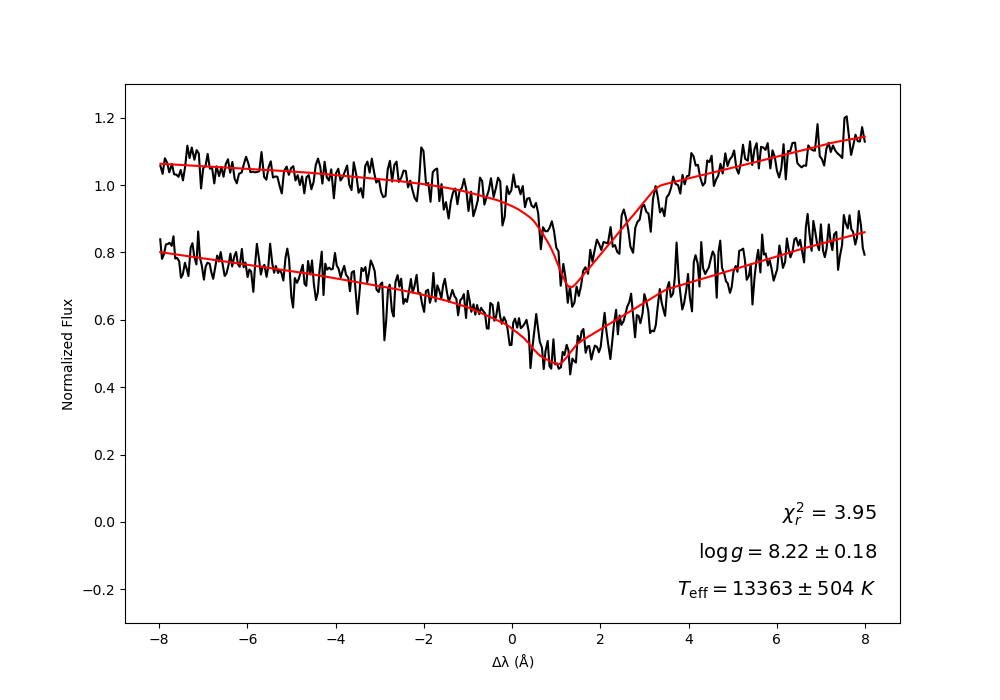 1.2
1.0
0.8
0.6
0.4
0.2
0.0
−0.2
Normalized Flux
χ²ᵣ = 3.95
log g = 8.22 ± 0.18
T_eff = 13363 ± 504 K
−8 −6 −4 −2 0 2 4 6 8
Δλ (Å)